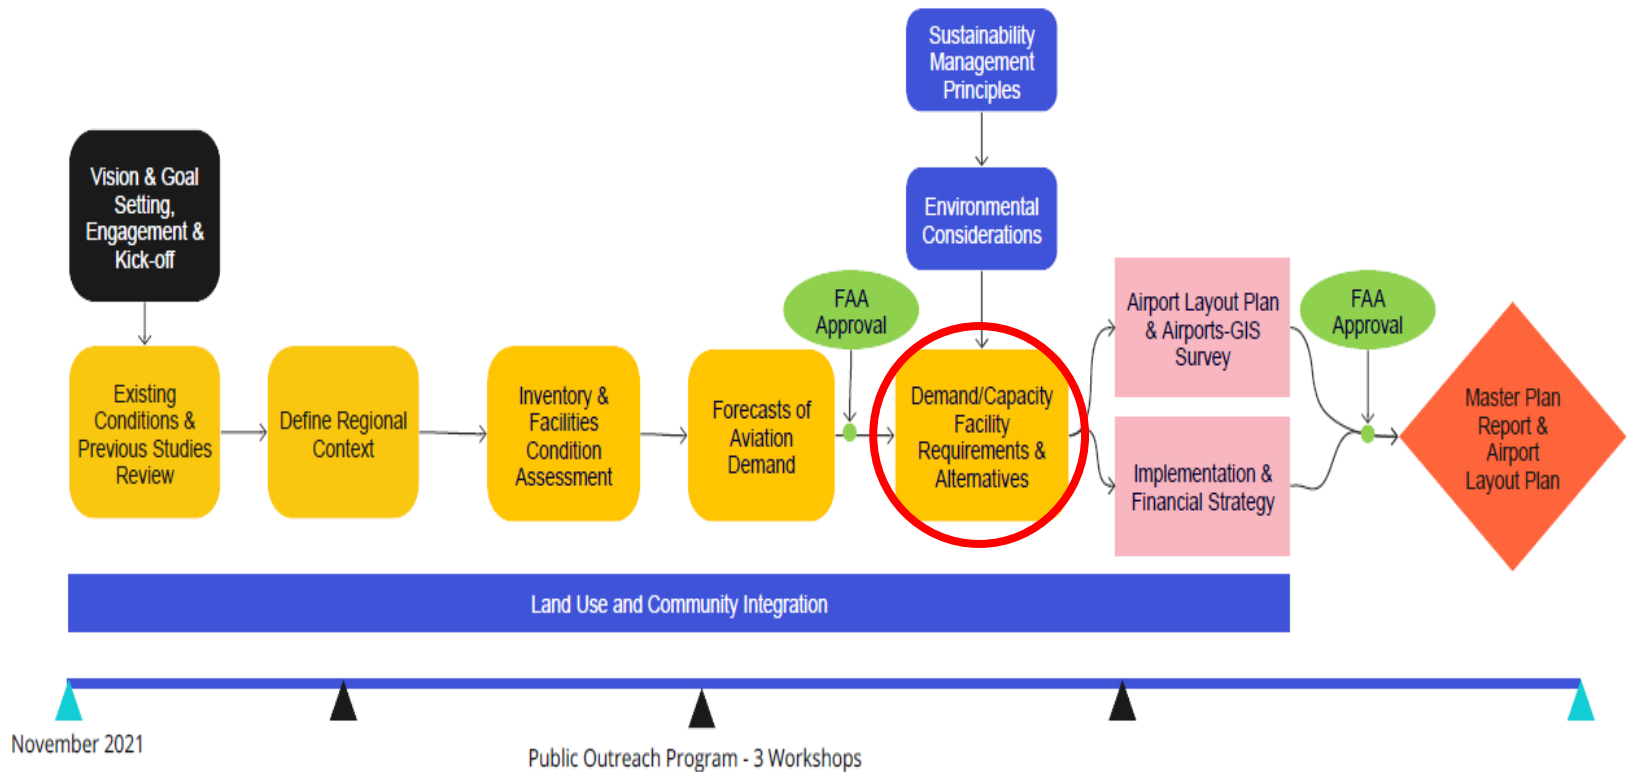 Sustainability
Management
Principles
Vision & Goal
Setting,
Engagement &
Kick-off
Environmental
Considerations
FAA
Approval
Airport Layout Plan
& Airports-GIS
Survey
FAA
Approval
Existing
Conditions &
Previous Studies
Review
Define Regional
Context
Inventory &
Facilities
Condition
Assessment
Forecasts of
Aviation
Demand
Demand/Capacity
Facility
Requirements &
Alternatives
Implementation &
Financial Strategy
Master Plan
Report &
Airport
Layout Plan
Land Use and Community Integration
November 2021
Public Outreach Program - 3 Workshops